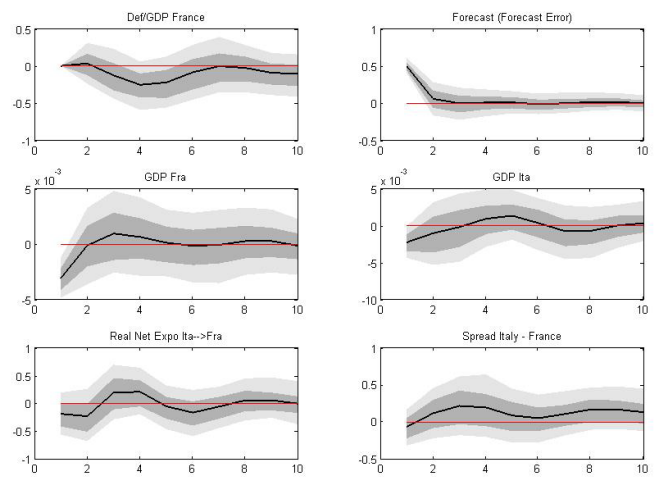 Def/GDP France
0.5
0
-0.5
-1
0 2 4 6 8 10
Forecast (Forecast Error)
1
0.5
0
-0.5
0 2 4 6 8 10
GDP Fra
x 10^-3
5
0
-5
0 2 4 6 8 10
GDP Ita
x 10^-3
5
0
-5
-10
0 2 4 6 8 10
Real Net Expo Ita-->Fra
1
0.5
0
-0.5
-1
0 2 4 6 8 10
Spread Italy - France
1
0.5
0
-0.5
0 2 4 6 8 10